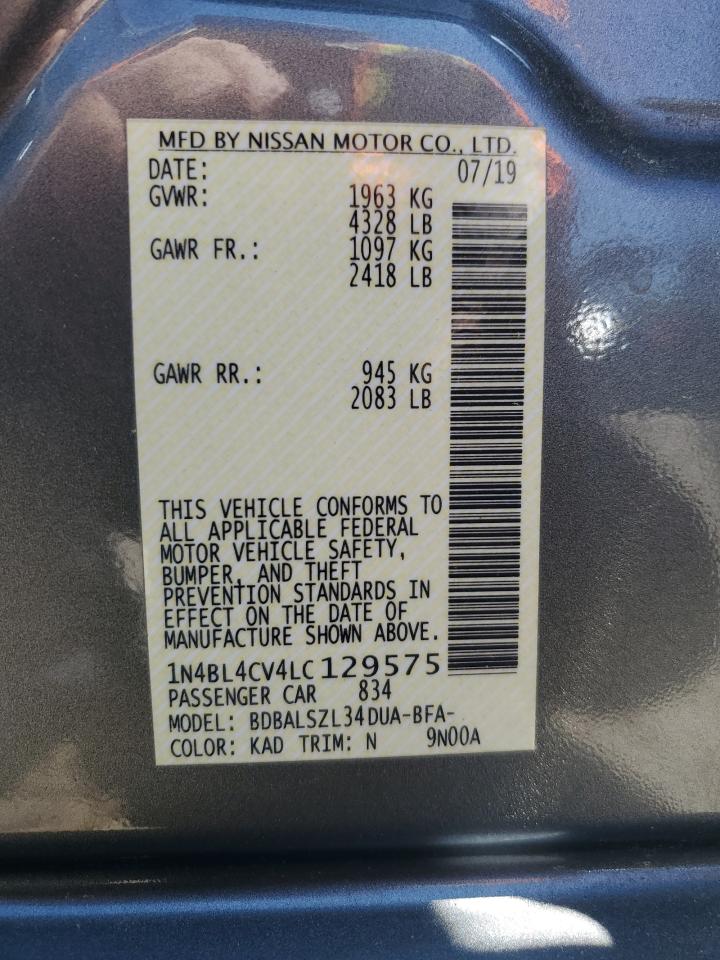 MFD BY NISSAN MOTOR CO., LTD.
DATE: 07/19
GVWR: 1963 KG
4328 LB
GAWR FR.: 1097 KG
2418 LB
GAWR RR.: 945 KG
2083 LB
THIS VEHICLE CONFORMS TO
ALL APPLICABLE FEDERAL
MOTOR VEHICLE SAFETY,
BUMPER, AND THEFT
PREVENTION STANDARDS IN
EFFECT ON THE DATE OF
MANUFACTURE SHOWN ABOVE.
1N4BL4CV4LC129575
PASSENGER CAR 834
MODEL: BDBALSZL34DUA-BFA-
COLOR: KAD TRIM: N 9N00A